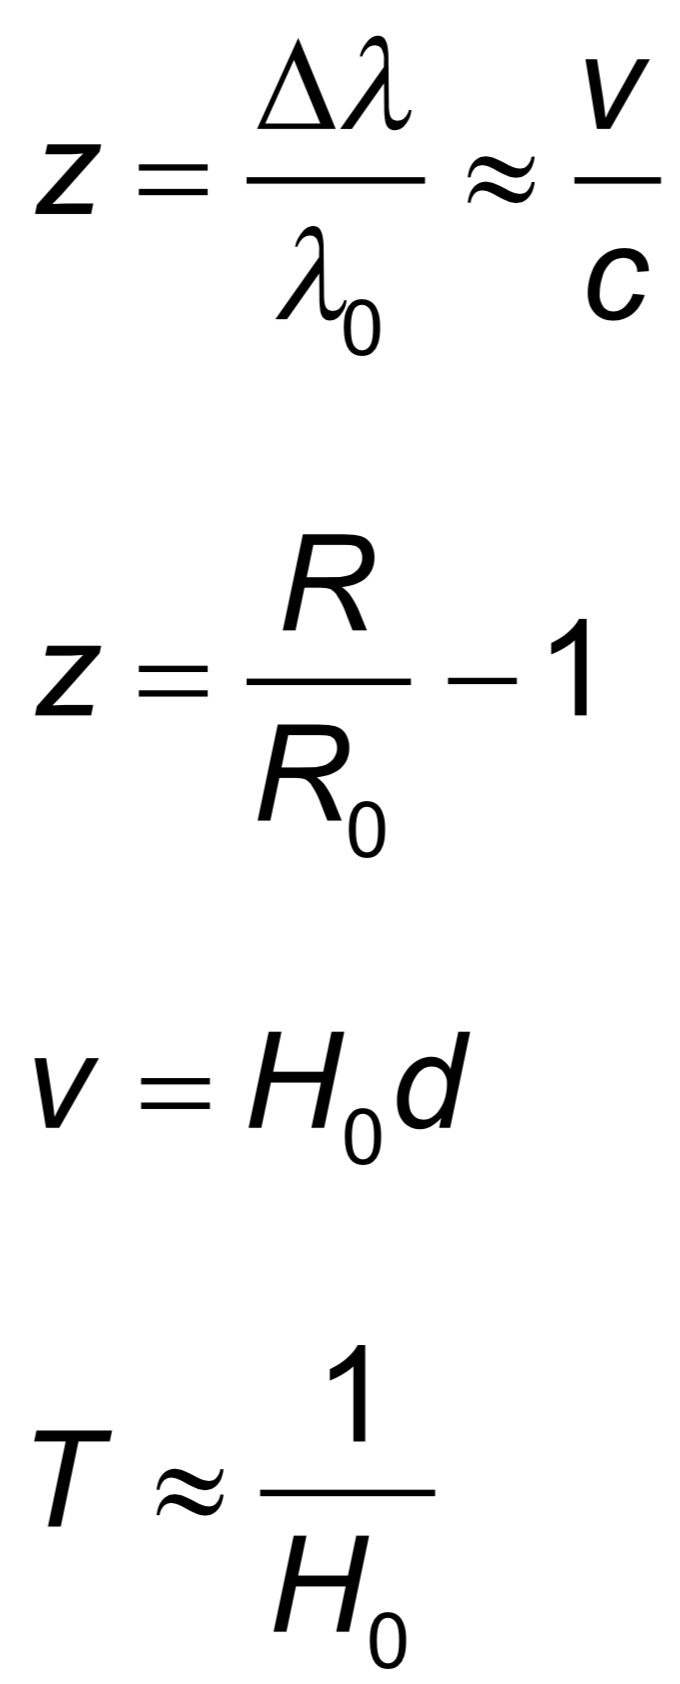 z = Δλ/λ₀ ≈ v/c
z = R/R₀ − 1
v = H₀d
T ≈ 1/H₀